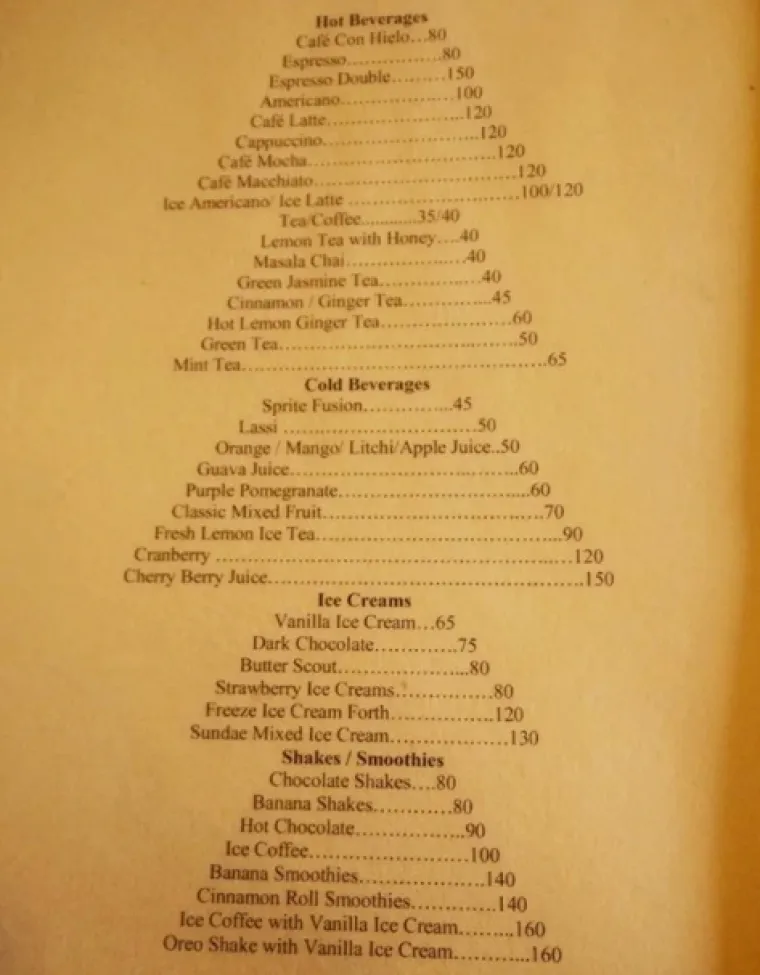 Hot Beverages
Café Con Hielo...80
Espresso................80
Espresso Double.........150
Americano....................100
Café Latte.......................120
Cappuccino..........................120
Café Mocha...............................120
Café Macchiato..................................120
Ice Americano/ Ice Latte ............................100/120
Tea/Coffee............35/40
Lemon Tea with Honey....40
Masala Chai....................40
Green Jasmine Tea.................40
Cinnamon / Ginger Tea..............45
Hot Lemon Ginger Tea.....................60
Green Tea.......................................50
Mint Tea.................................................65
Cold Beverages
Sprite Fusion...............45
Lassi ................................50
Orange / Mango/ Litchi/Apple Juice..50
Guava Juice.....................................60
Purple Pomegranate..............................60
Classic Mixed Fruit...................................70
Fresh Lemon Ice Tea.......................................90
Cranberry .........................................................120
Cherry Berry Juice..................................................150
Ice Creams
Vanilla Ice Cream...65
Dark Chocolate.............75
Butter Scout.....................80
Strawberry Ice Creams...............80
Freeze Ice Cream Forth................120
Sundae Mixed Ice Cream...................130
Shakes / Smoothies
Chocolate Shakes....80
Banana Shakes.............80
Hot Chocolate.................90
Ice Coffee..........................100
Banana Smoothies....................140
Cinnamon Roll Smoothies..............140
Ice Coffee with Vanilla Ice Cream.........160
Oreo Shake with Vanilla Ice Cream............160